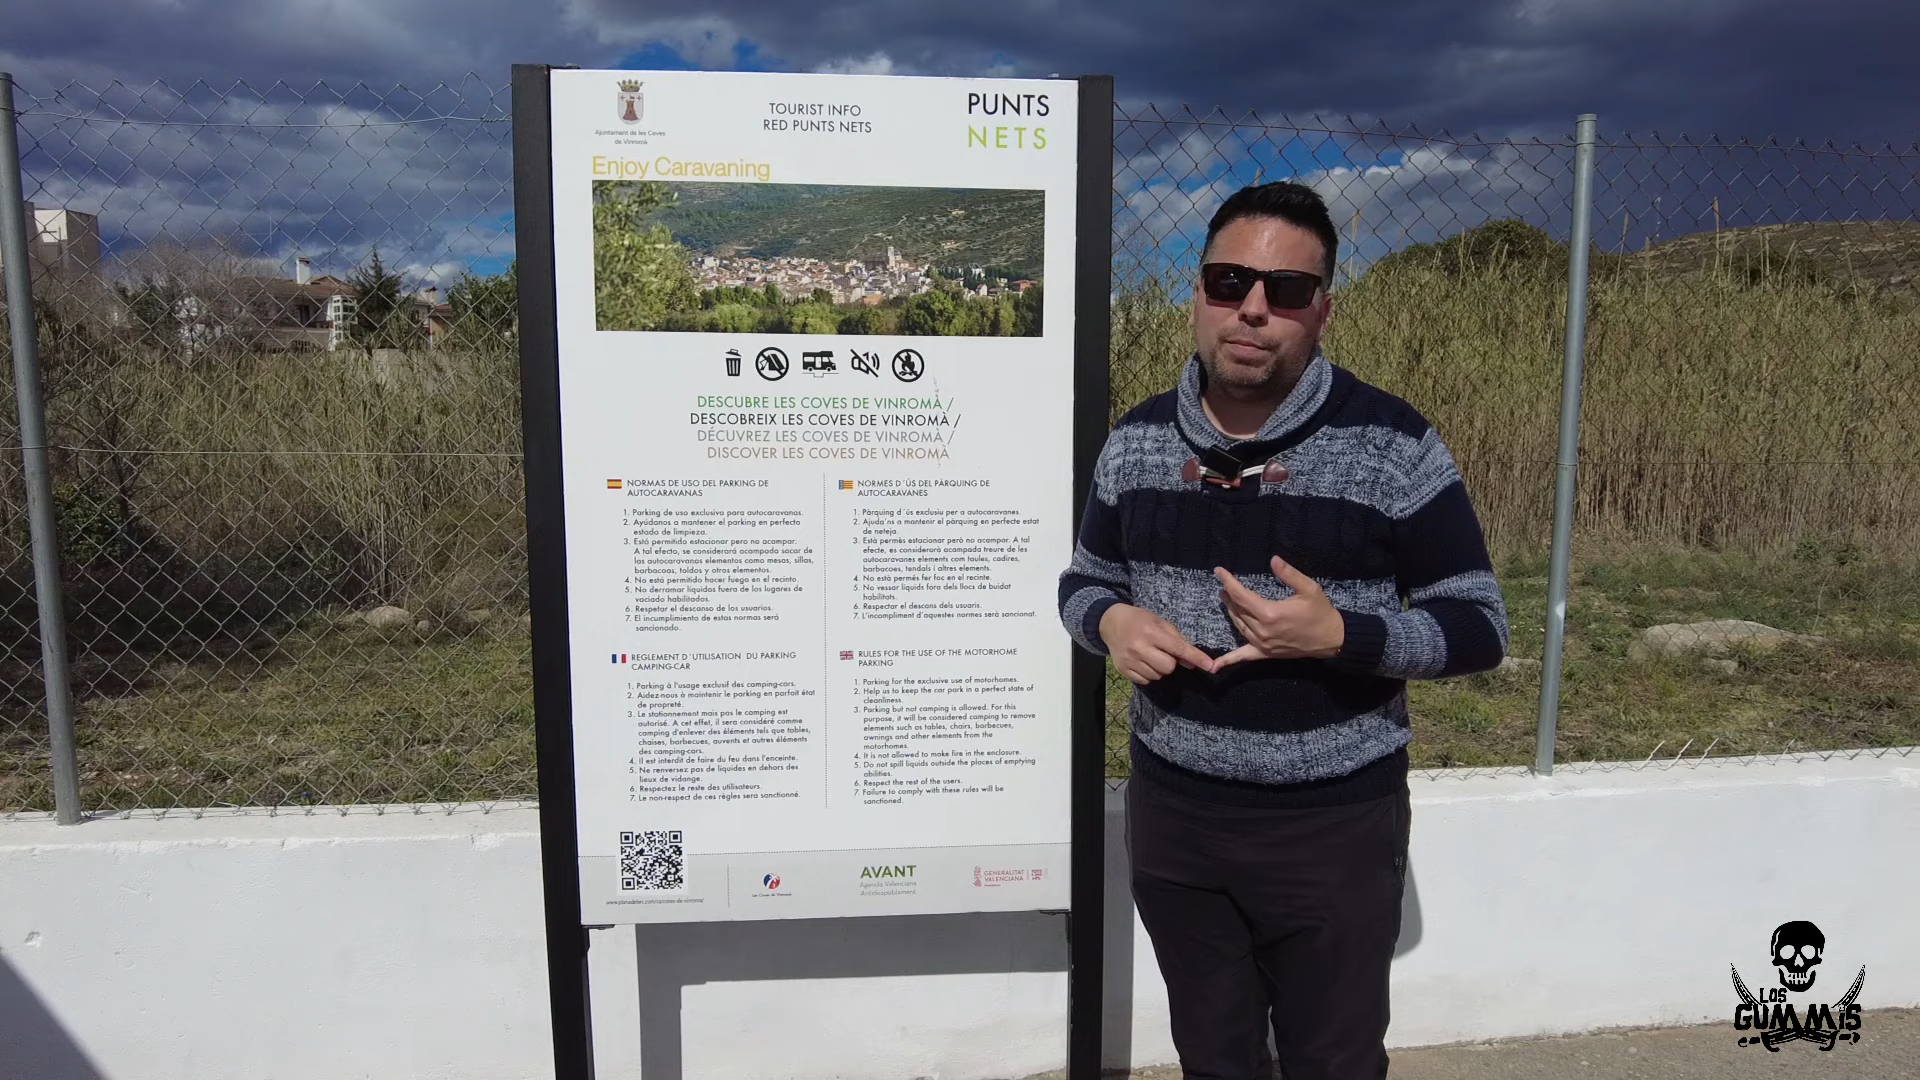 Ajuntament de les Coves
de Vinromà
TOURIST INFO
RED PUNTS NETS
PUNTS
NETS
Enjoy Caravaning
DESCUBRE LES COVES DE VINROMÀ /
DESCOBREIX LES COVES DE VINROMÀ /
DÉCUVREZ LES COVES DE VINROMÀ /
DISCOVER LES COVES DE VINROMÀ
NORMAS DE USO DEL PARKING DE
AUTOCARAVANAS
1. Parking de uso exclusivo para autocaravanas.
2. Ayúdanos a mantener el parking en perfecto
estado de limpieza.
3. Está permitido estacionar pero no acampar.
A tal efecto, se considerará acampada sacar de
las autocaravanas elementos como mesas, sillas,
barbacoas, toldos y otros elementos.
4. No está permitido hacer fuego en el recinto.
5. No derramar líquidos fuera de los lugares de
vaciado habilitados.
6. Respetar el descanso de los usuarios.
7. El incumplimiento de estas normas será
sancionado.
NORMES D´ÚS DEL PÀRQUING DE
AUTOCARAVANES
1. Pàrquing d´ús exclusiu per a autocaravanes.
2. Ajuda'ns a mantenir el pàrquing en perfecte estat
de neteja.
3. Està permès estacionar però no acampar. A tal
efecte, es considerarà acampada treure de les
autocaravanes elements com taules, cadires,
barbacoes, tendals i altres elements.
4. No està permés fer foc en el recinte.
5. No vessar líquids fora dels llocs de buidat
habilitats.
6. Respectar el descans dels usuaris.
7. L'incompliment d'aquestes normes serà sancionat.
REGLEMENT D´UTILISATION DU PARKING
CAMPING-CAR
1. Parking à l'usage exclusif des camping-cars.
2. Aidez-nous à maintenir le parking en parfait état
de propreté.
3. Le stationnement mais pas le camping est
autorisé. A cet effet, il sera considéré comme
camping d'enlever des éléments tels que tables,
chaises, barbecues, auvents et autres éléments
des camping-cars.
4. Il est interdit de faire du feu dans l'enceinte.
5. Ne renversez pas de liquides en dehors des
lieux de vidange.
6. Respectez le reste des utilisateurs.
7. Le non-respect de ces règles sera sanctionné.
RULES FOR THE USE OF THE MOTORHOME
PARKING
1. Parking for the exclusive use of motorhomes.
2. Help us to keep the car park in a perfect state of
cleanliness.
3. Parking but not camping is allowed. For this
purpose, it will be considered camping to remove
elements such as tables, chairs, barbecues,
awnings and other elements from the
motorhomes.
4. It is not allowed to make fire in the enclosure.
5. Do not spill liquids outside the places of emptying
abilities.
6. Respect the rest of the users.
7. Failure to comply with these rules will be
sanctioned.
Les Coves de Vinromà
AVANT
Agenda Valenciana
Antidespoblament
GENERALITAT
VALENCIANA
LOS
GUMMIS